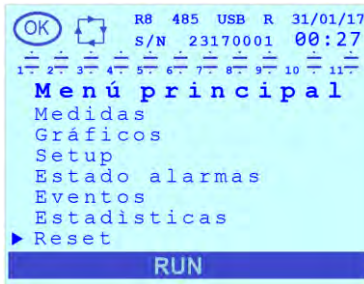 OK R8 485 USB R 31/01/17
S/N 23170001 00:27
1 2 3 4 5 6 7 8 9 10 11
Menú principal
Medidas
Gráficos
Setup
Estado alarmas
Eventos
Estadìsticas
Reset
RUN